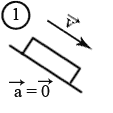 1
v⃗
a⃗ = 0⃗